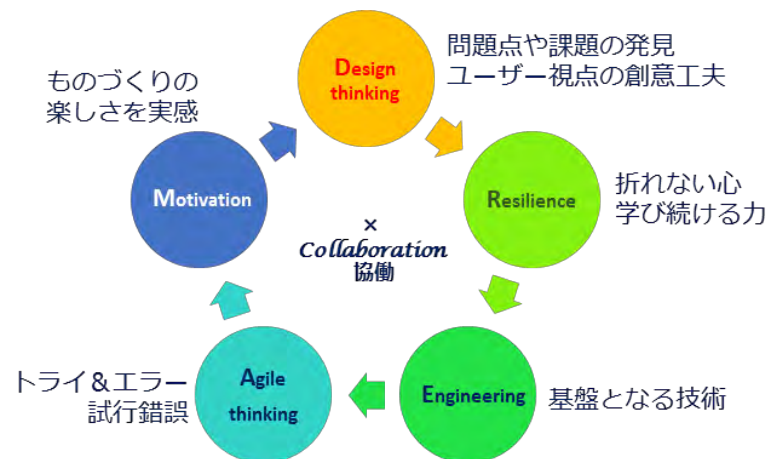 Design
thinking
問題点や課題の発見
ユーザー視点の創意工夫
Resilience
折れない心
学び続ける力
Engineering
基盤となる技術
Agile
thinking
トライ＆エラー
試行錯誤
Motivation
ものづくりの
楽しさを実感
×
Collaboration
協働